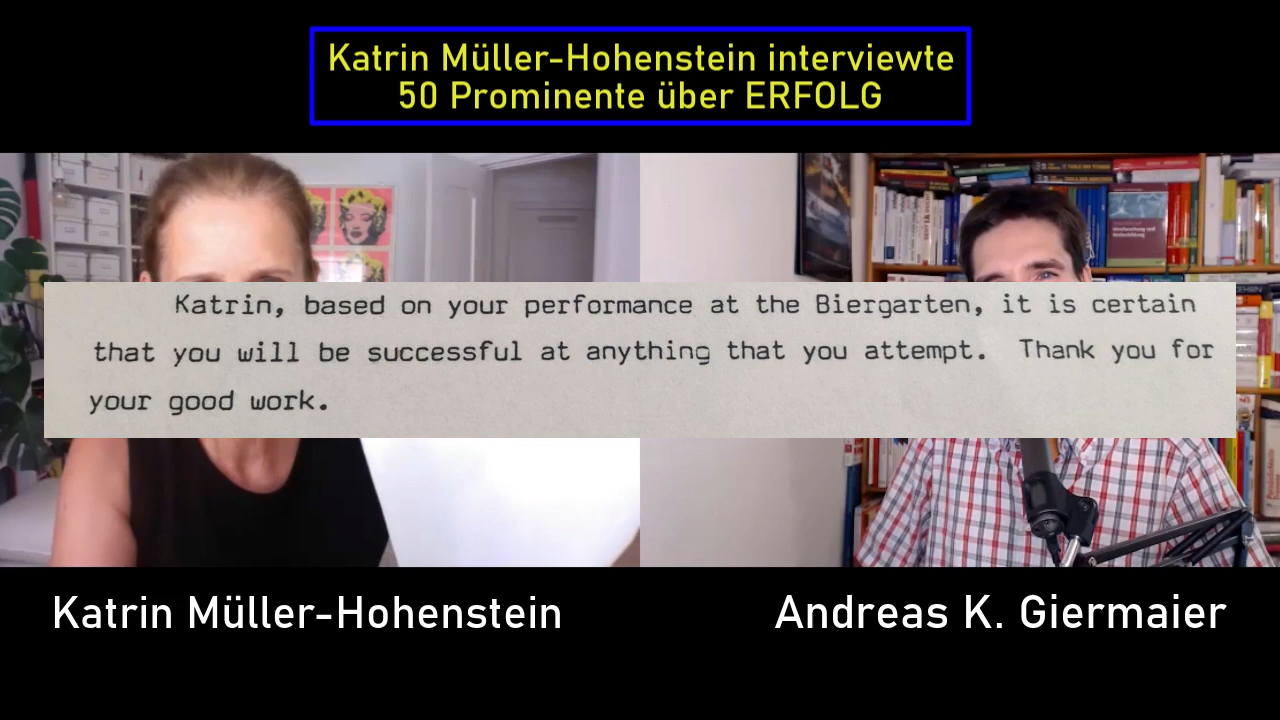 Katrin Müller-Hohenstein interviewte
50 Prominente über ERFOLG
Katrin, based on your performance at the Biergarten, it is certain
that you will be successful at anything that you attempt. Thank you for
your good work.
Katrin Müller-Hohenstein
Andreas K. Giermaier